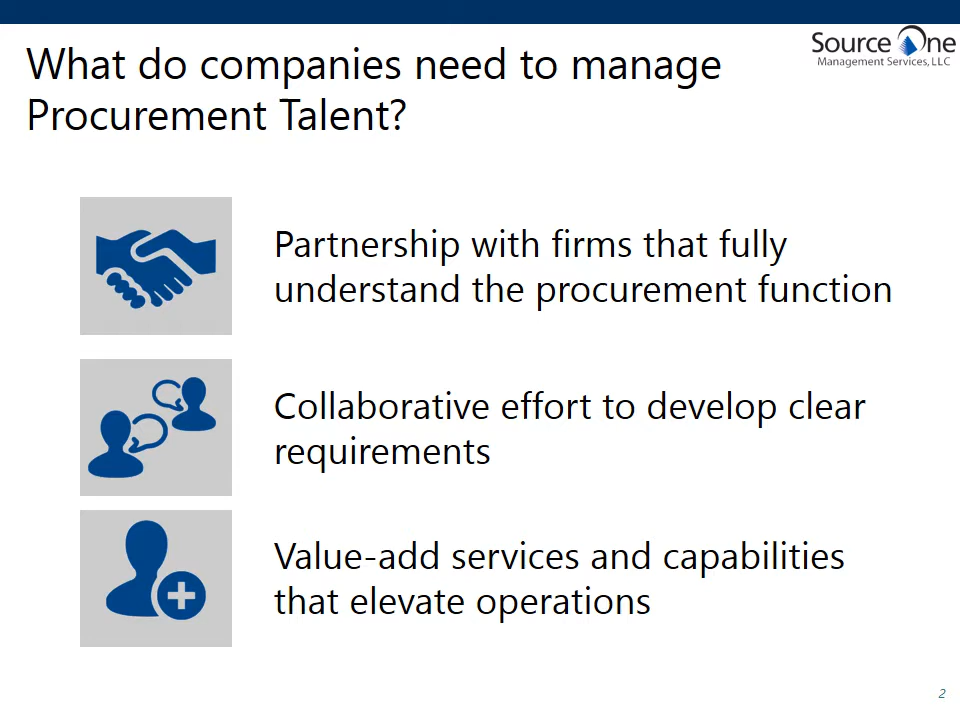 What do companies need to manage
Procurement Talent?
Source One
Management Services, LLC
Partnership with firms that fully
understand the procurement function
Collaborative effort to develop clear
requirements
Value-add services and capabilities
that elevate operations
2